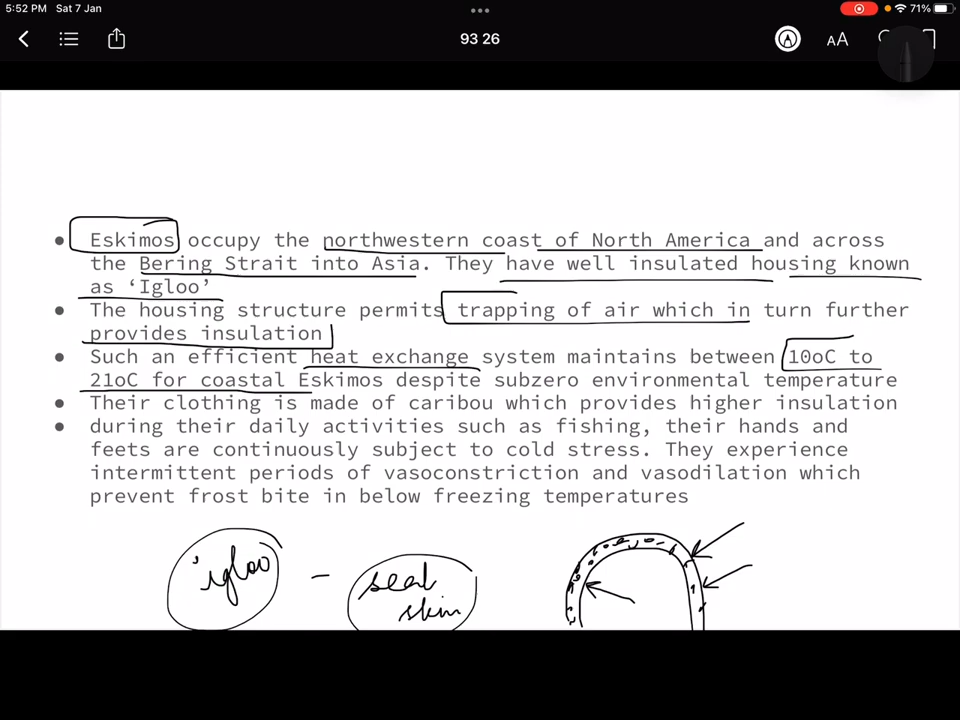 5:52 PM Sat 7 Jan
71%
93 26
AA
● Eskimos occupy the northwestern coast of North America and across
the Bering Strait into Asia. They have well insulated housing known
as ‘Igloo’
● The housing structure permits trapping of air which in turn further
provides insulation
● Such an efficient heat exchange system maintains between 10oC to
21oC for coastal Eskimos despite subzero environmental temperature
● Their clothing is made of caribou which provides higher insulation
● during their daily activities such as fishing, their hands and
feets are continuously subject to cold stress. They experience
intermittent periods of vasoconstriction and vasodilation which
prevent frost bite in below freezing temperatures
igloo - seal
skin